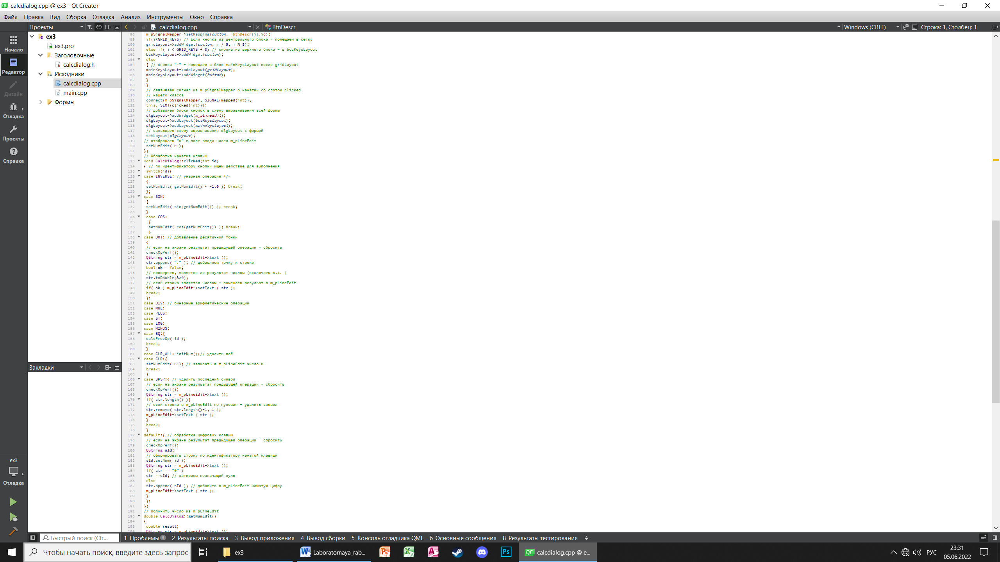 calcdialog.cpp @ ex3 - Qt Creator
Файл Правка Вид Сборка Отладка Анализ Инструменты Окно Справка
Проекты
calcdialog.cpp
BtnDescr
Windows (CRLF)
Строка: 1, Столбец: 1
Начало
Редактор
Дизайн
Отладка
Проекты
Справка
ex3
ex3.pro
Заголовочные
calcdialog.h
Исходники
calcdialog.cpp
main.cpp
Формы
Закладки
98 m_pSignalMapper->setMapping(button, _btnDescr[i].id);
99 if(i<GRID_KEYS) // Если кнопка из центрального блока - помещаем в сетку
100 gridLayout->addWidget(button, i / 5, i % 5);
101 else if( i < GRID_KEYS + 3) // кнопка из верхнего блока - в bccKeysLayout
102 bccKeysLayout->addWidget(button);
103 else
104 { // кнопка "=" - помещаем в блок mainKeysLayout после gridLayout
105 mainKeysLayout->addLayout(gridLayout);
106 mainKeysLayout->addWidget(button);
107 }
108 }
109 // связываем сигнал из m_pSignalMapper о нажатии со слотом clicked
110 // нашего класса
111 connect(m_pSignalMapper, SIGNAL(mapped(int)),
112 this, SLOT(clicked(int)));
113 // добавляем блоки кнопок в схему выравнивания всей формы
114 dlgLayout->addWidget(m_pLineEdit);
115 dlgLayout->addLayout(bccKeysLayout);
116 dlgLayout->addLayout(mainKeysLayout);
117 // связываем схему выравнивания dlgLayout с формой
118 setLayout(dlgLayout);
119 // отображаем "0" в поле ввода чисел m_pLineEdit
120 setNumEdit( 0 );
121 };
122 // Обработка нажатия клавиш
123 void CalcDialog::clicked(int id)
124 { // по идентификатору кнопки ищем действие для выполнения
125 switch(id){
126 case INVERSE: // унарная операция +/-
127 {
128 setNumEdit( getNumEdit() * -1.0 ); break;
129 };
130 case SIN:
131 {
132 setNumEdit( sin(getNumEdit()) ); break;
133 }
134 case COS:
135 {
136 setNumEdit( cos(getNumEdit()) ); break;
137 }
138 case DOT: // добавление десятичной точки
139 {
140 // если на экране результат предыдущей операции - сбросить
141 checkOpPerf();
142 QString str = m_pLineEdit->text ();
143 str.append( "." ); // добавляем точку к строке
144 bool ok = false;
145 // проверяем, является ли результат числом (исключаем 0.1. )
146 str.toDouble(&ok);
147 // если строка является числом - помещаем резульат в m_pLineEdit
148 if( ok ) m_pLineEdit->setText ( str );
149 break;
150 };
151 case DIV: // бинарные арифметические операции
152 case MUL:
153 case PLUS:
154 case ST:
155 case LOG:
156 case MINUS:
157 case EQ:{
158 calcPrevOp( id );
159 break;
160 }
161 case CLR_ALL: initNum();// удалить всё
162 case CLR:{
163 setNumEdit( 0 ); // записать в m_pLineEdit число 0
164 break;
165 }
166 case BKSP:{ // удалить последний символ
167 // если на экране резульатат предыдущей операции - сбросить
168 checkOpPerf();
169 QString str = m_pLineEdit->text ();
170 if( str.length() ){
171 // если строка в m_pLineEdit не нулевая - удалить символ
172 str.remove( str.length()-1, 1 );
173 m_pLineEdit->setText ( str );
174 }
175 break;
176 }
177 default:{ // обработка цифровых клавиш
178 // если на экране результат предыдущей операции - сбросить
179 checkOpPerf();
180 QString sId;
181 // сформировать строку по идентификатору нажатой клавиши
182 sId.setNum( id );
183 QString str = m_pLineEdit->text ();
184 if( str == "0" )
185 str = sId; // затираем незначащий нуль
186 else
187 str.append( sId ); // добавить в m_pLineEdit нажатую цифру
188 m_pLineEdit->setText ( str );
189 }
190 };
191 };
192 // Получить число из m_pLineEdit
193 double CalcDialog::getNumEdit()
194 {
195 double result;
196 QString str = m_pLineEdit->text ();
ex3
Отладка
Быстрый поиск (Ctr...
1 Проблемы 1 2 Результаты поиска 3 Вывод приложения 4 Вывод сборки 5 Консоль отладчика QML 6 Основные сообщения 8 Результаты тестирования
Чтобы начать поиск, введите здесь запрос
ex3
Laboratornaya_rab...
Ps
QC calcdialog.cpp @ e...
РУС
23:31
05.06.2022